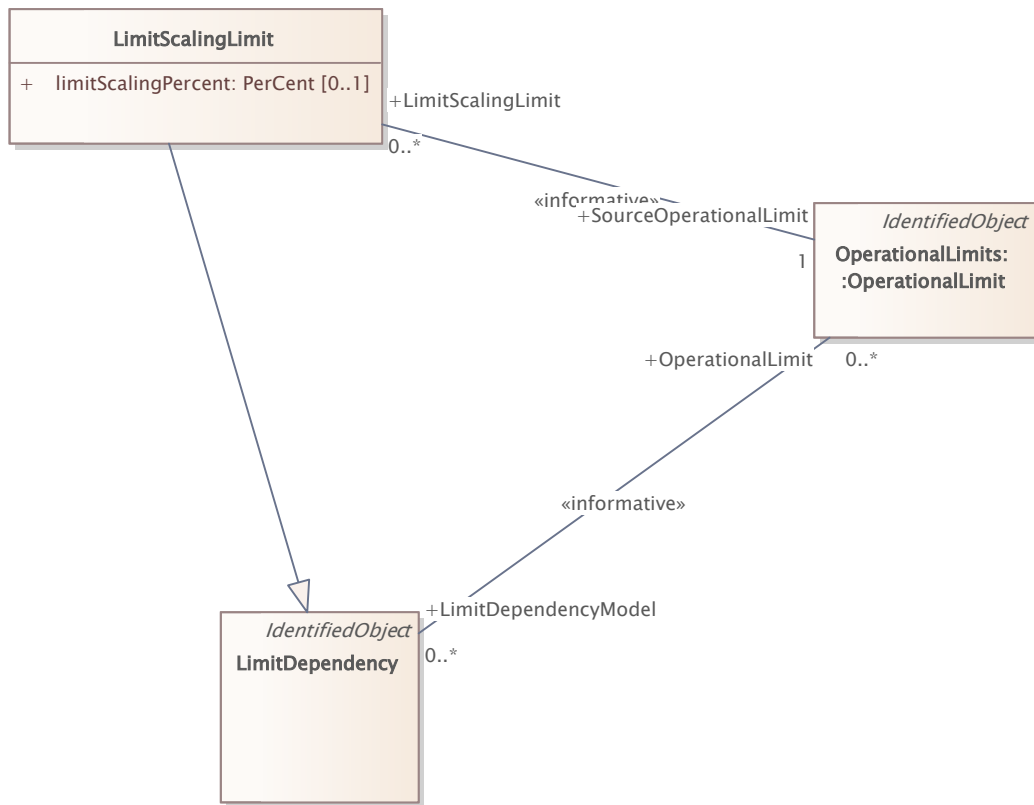 LimitScalingLimit
+ limitScalingPercent: PerCent [0..1]
+LimitScalingLimit
0..*
«informative»
+SourceOperationalLimit
1
IdentifiedObject
OperationalLimits:
:OperationalLimit
+OperationalLimit
0..*
«informative»
+LimitDependencyModel
0..*
IdentifiedObject
LimitDependency